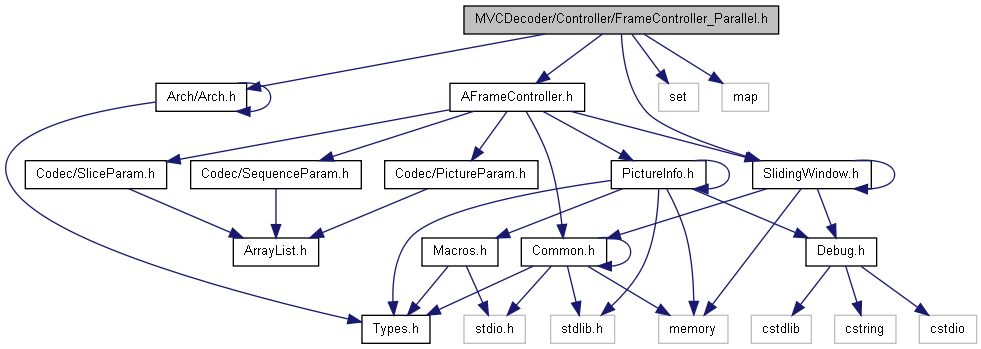 MVCDecoder/Controller/FrameController_Parallel.h
Arch/Arch.h
AFrameController.h
set
map
Codec/SliceParam.h
Codec/SequenceParam.h
Codec/PictureParam.h
PictureInfo.h
SlidingWindow.h
ArrayList.h
Macros.h
Common.h
Debug.h
Types.h
stdio.h
stdlib.h
memory
cstdlib
cstring
cstdio